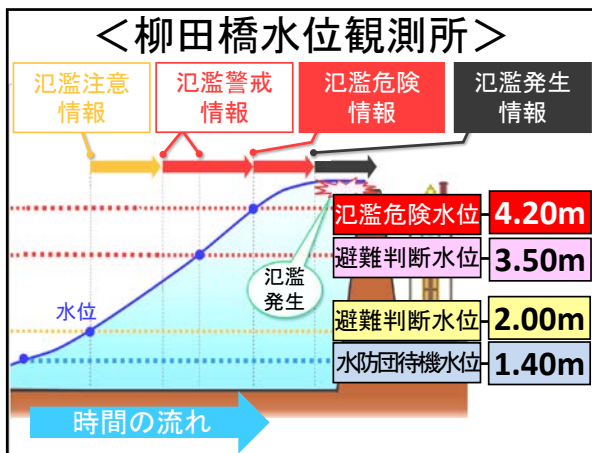 ＜柳田橋水位観測所＞
氾濫注意
情報
氾濫警戒
情報
氾濫危険
情報
氾濫発生
情報
氾濫危険水位
4.20m
避難判断水位
3.50m
氾濫
発生
水位
避難判断水位
2.00m
水防団待機水位
1.40m
時間の流れ